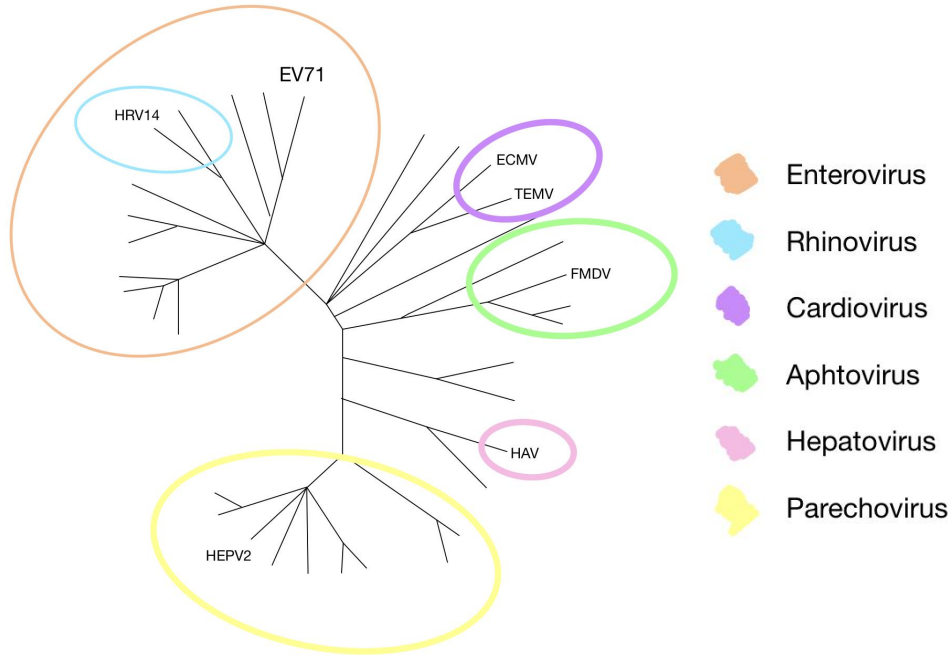 EV71
HRV14
ECMV
TEMV
FMDV
HAV
HEPV2
Enterovirus
Rhinovirus
Cardiovirus
Aphtovirus
Hepatovirus
Parechovirus